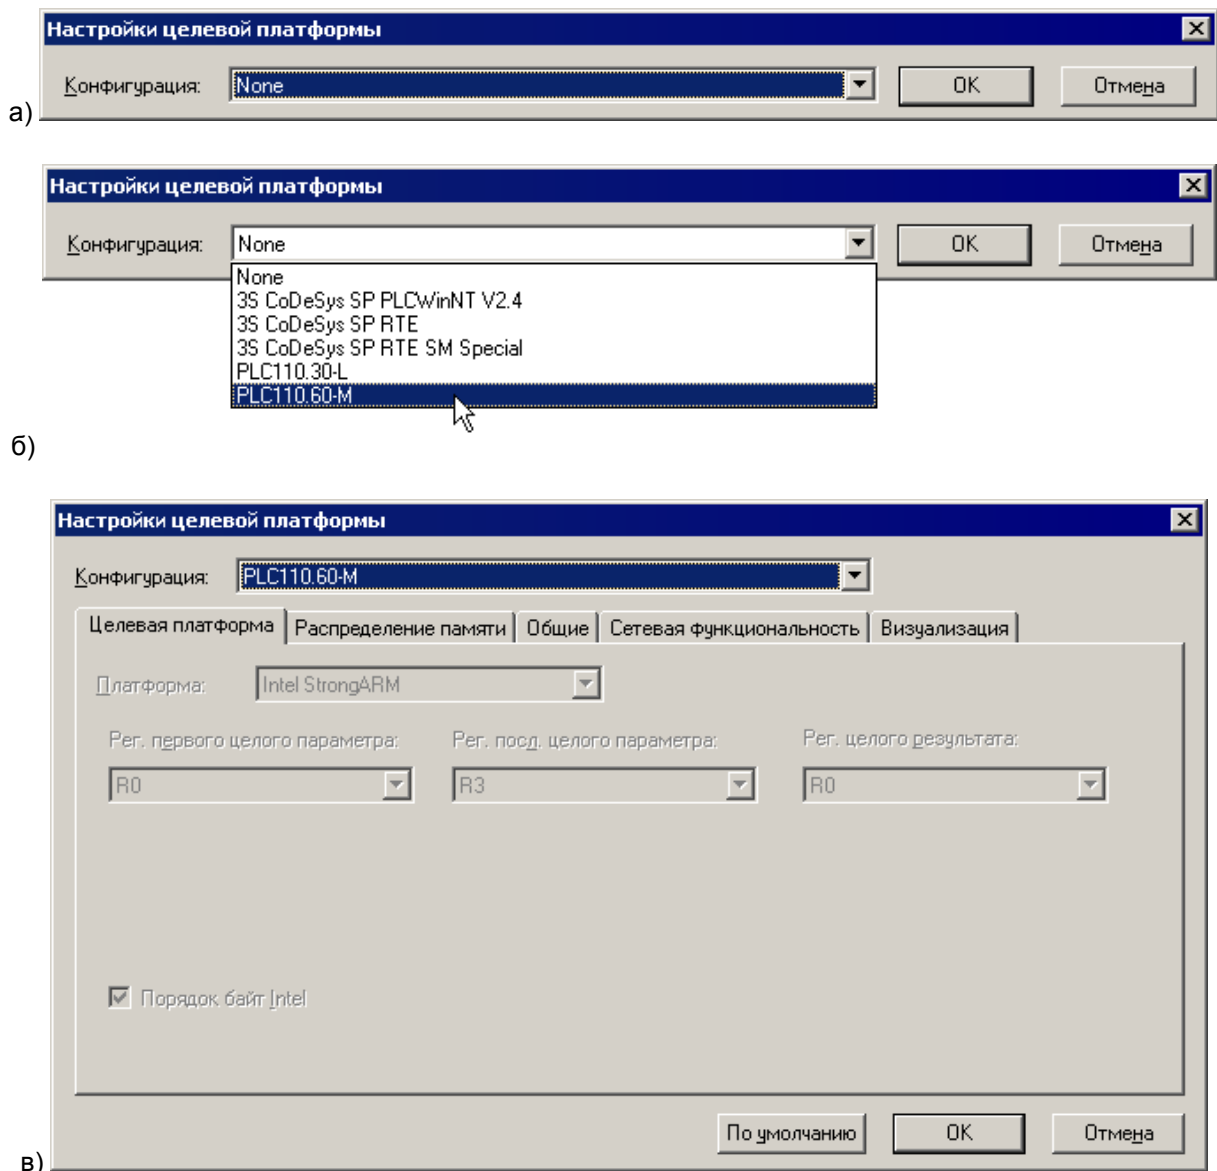 Настройки целевой платформы
Конфигурация: None OK Отмена
а)
Настройки целевой платформы
Конфигурация: None OK Отмена
None
3S CoDeSys SP PLCWinNT V2.4
3S CoDeSys SP RTE
3S CoDeSys SP RTE SM Special
PLC110.30-L
PLC110.60-M
б)
Настройки целевой платформы
Конфигурация: PLC110.60-M
Целевая платформа Распределение памяти Общие Сетевая функциональность Визуализация
Платформа: Intel StrongARM
Рег. первого целого параметра: Рег. посл. целого параметра: Рег. целого результата:
R0 R3 R0
Порядок байт Intel
По умолчанию OK Отмена
в)